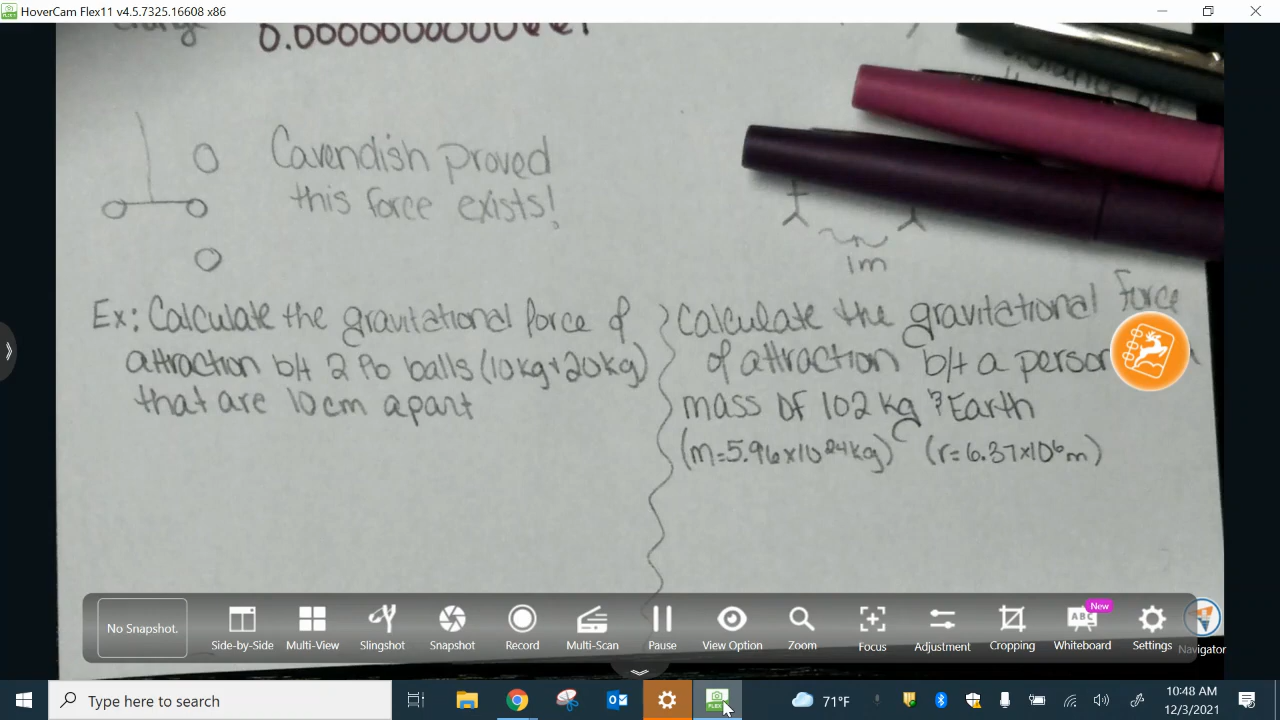 HoverCam Flex11 v4.5.7325.16608 x86
Cavendish proved
this force exists!
1m
Ex: Calculate the gravitational force of
attraction b/t 2 Pb balls (10kg + 20kg)
that are 10cm apart
Calculate the gravitational force
of attraction b/t a person
mass of 102 kg & Earth
(m=5.96x10²⁴kg) (r=6.37x10⁶m)
No Snapshot.
Side-by-Side
Multi-View
Slingshot
Snapshot
Record
Multi-Scan
Pause
View Option
Zoom
Focus
Adjustment
Cropping
New
ABC
Whiteboard
Settings
Navigator
Type here to search
FLEX
71°F
10:48 AM
12/3/2021